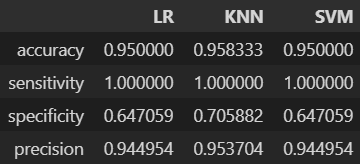 LR KNN SVM
accuracy 0.950000 0.958333 0.950000
sensitivity 1.000000 1.000000 1.000000
specificity 0.647059 0.705882 0.647059
precision 0.944954 0.953704 0.944954